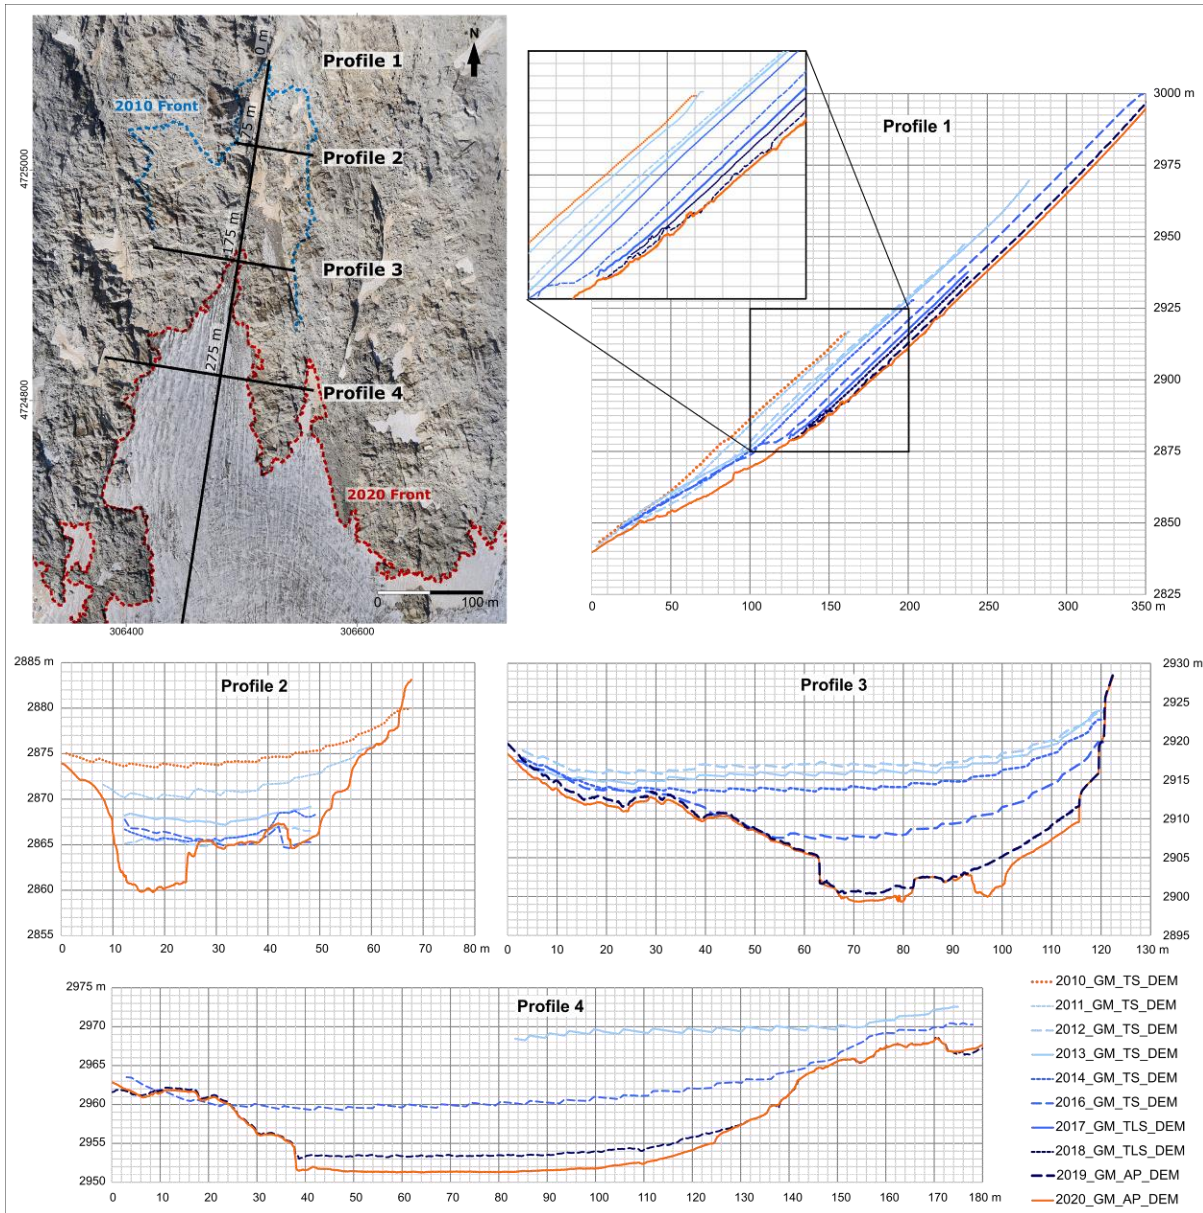 N
0 m
Profile 1
2010 Front
75 m
Profile 2
4725000
175 m
Profile 3
275 m
Profile 4
4724800
2020 Front
0 100 m
306400 306600
Profile 1
3000 m
2975
2950
2925
2900
2875
2850
2825
0 50 100 150 200 250 300 350 m
Profile 2
2885 m
2880
2875
2870
2865
2860
2855
0 10 20 30 40 50 60 70 80 m
Profile 3
2930 m
2925
2920
2915
2910
2905
2900
2895
0 10 20 30 40 50 60 70 80 90 100 110 120 130 m
Profile 4
2975 m
2970
2965
2960
2955
2950
0 10 20 30 40 50 60 70 80 90 100 110 120 130 140 150 160 170 180 m
2010_GM_TS_DEM
2011_GM_TS_DEM
2012_GM_TS_DEM
2013_GM_TS_DEM
2014_GM_TS_DEM
2016_GM_TS_DEM
2017_GM_TLS_DEM
2018_GM_TLS_DEM
2019_GM_AP_DEM
2020_GM_AP_DEM